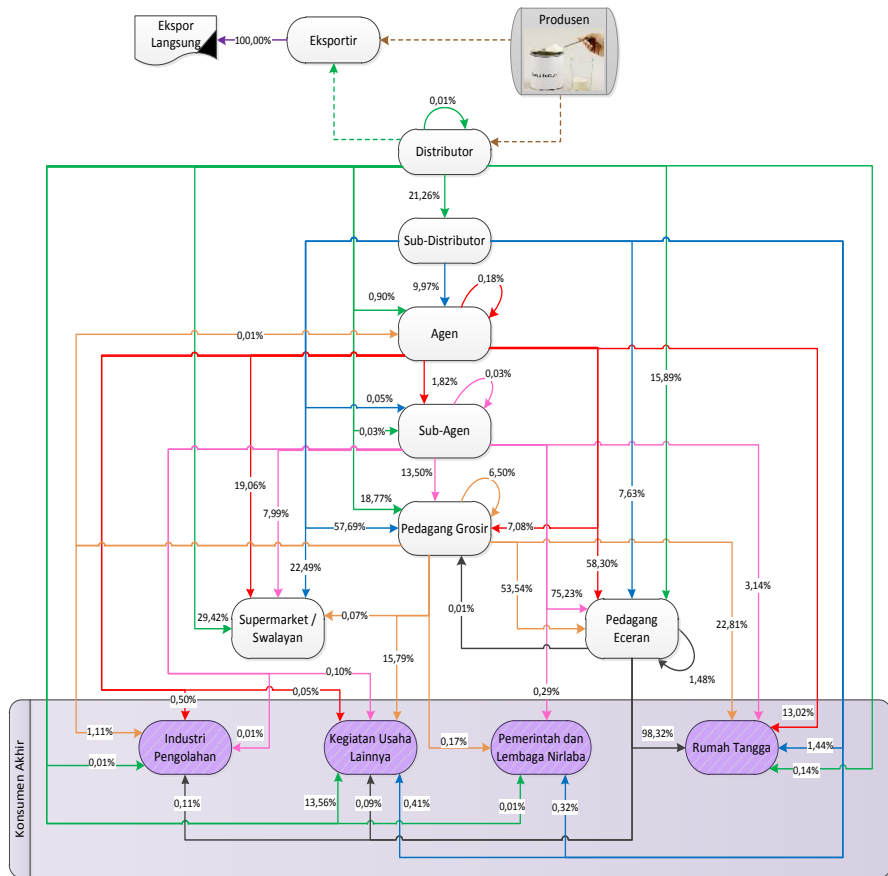 Ekspor
Langsung
100,00%
Eksportir
Produsen
0,01%
Distributor
21,26%
Sub-Distributor
9,97%
0,18%
0,90%
0,01%
Agen
15,89%
1,82%
0,03%
0,05%
0,03%
Sub-Agen
13,50%
6,50%
19,06%
7,99%
18,77%
7,63%
57,69%
Pedagang Grosir
7,08%
22,49%
58,30%
3,14%
53,54%
75,23%
0,01%
29,42%
Supermarket /
Swalayan
0,07%
Pedagang
Eceran
22,81%
15,79%
1,48%
0,10%
0,50%
0,05%
0,29%
13,02%
1,11%
Industri
Pengolahan
0,01%
Kegiatan Usaha
Lainnya
0,17%
Pemerintah dan
Lembaga Nirlaba
98,32%
Rumah Tangga
1,44%
0,01%
0,14%
0,11%
13,56%
0,09%
0,41%
0,01%
0,32%
Konsumen Akhir